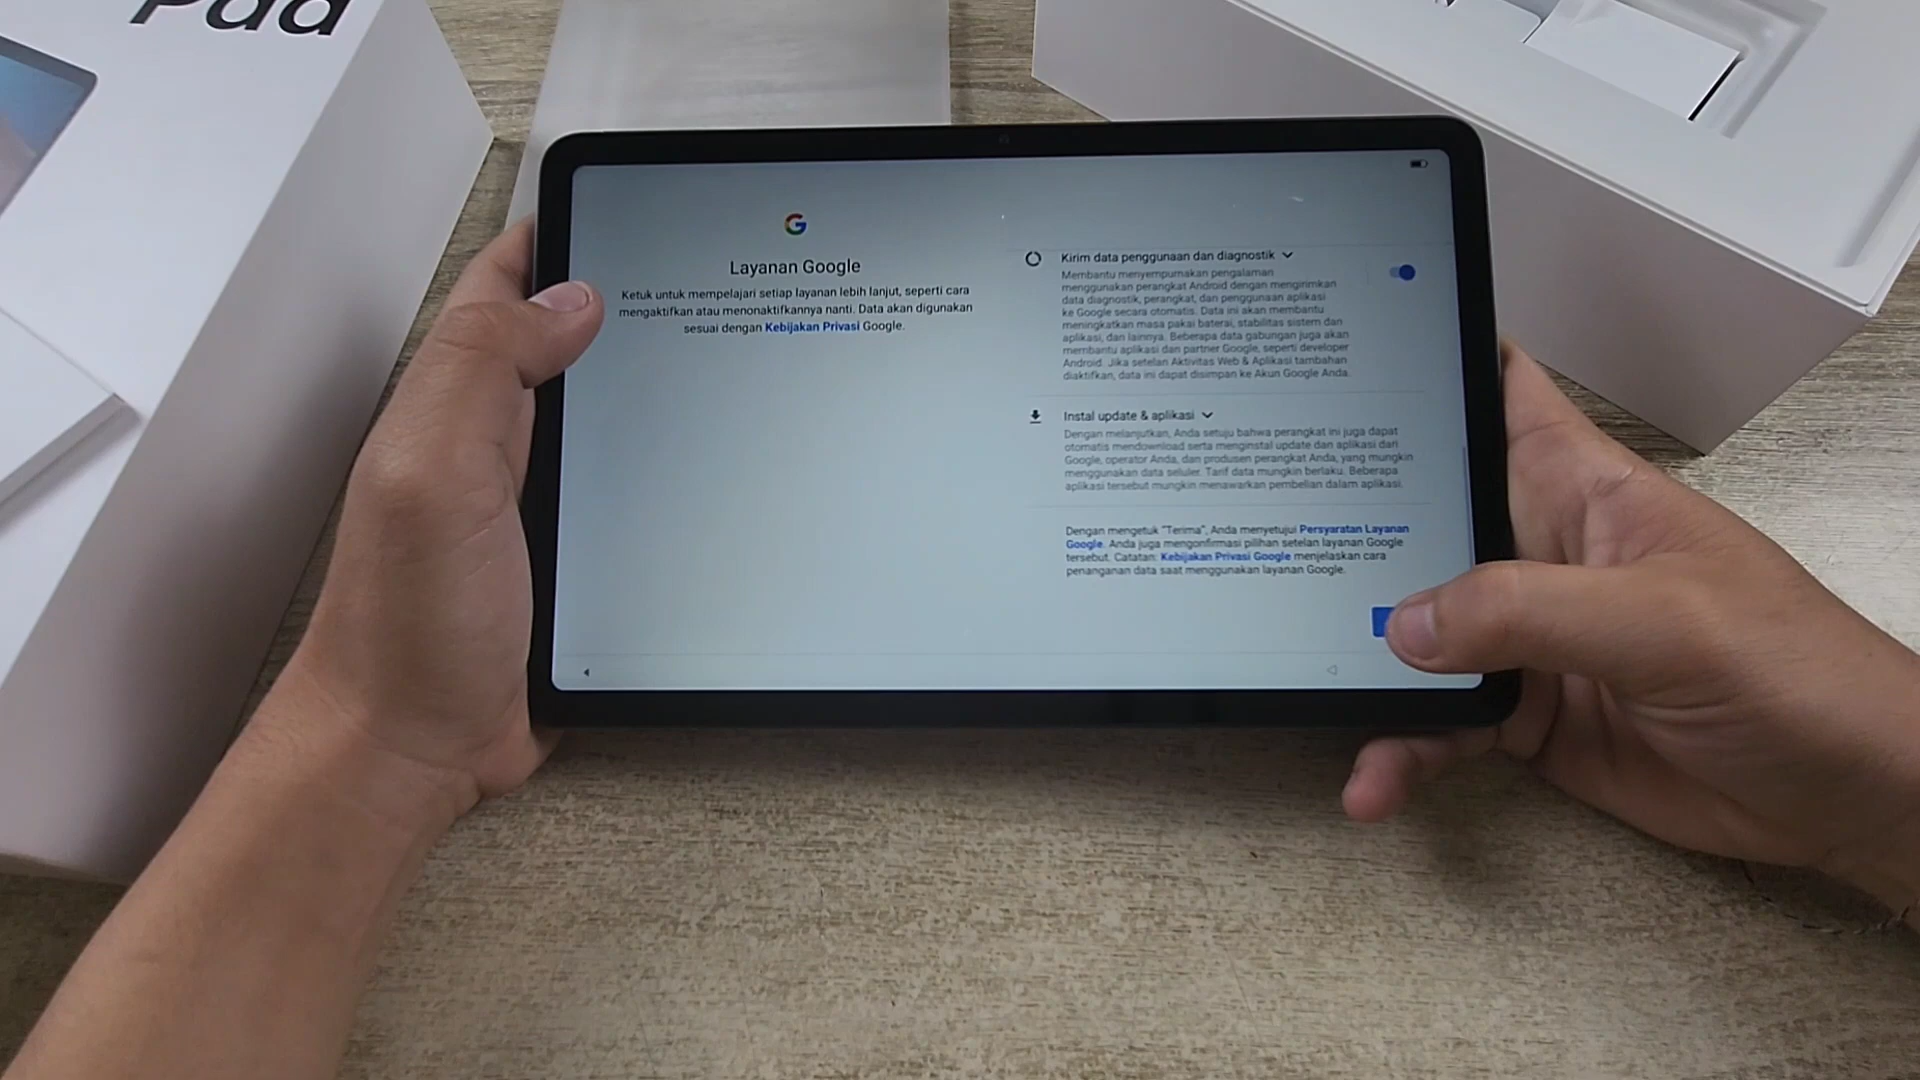 Pad
G
Layanan Google
Ketuk untuk mempelajari setiap layanan lebih lanjut, seperti cara
mengaktifkan atau menonaktifkannya nanti. Data akan digunakan
sesuai dengan Kebijakan Privasi Google.
Kirim data penggunaan dan diagnostik
Membantu menyempurnakan pengalaman
menggunakan perangkat Android dengan mengirimkan
data diagnostik, perangkat, dan penggunaan aplikasi
ke Google secara otomatis. Data ini akan membantu
meningkatkan masa pakai baterai, stabilitas sistem dan
aplikasi, dan lainnya. Beberapa data gabungan juga akan
membantu aplikasi dan partner Google, seperti developer
Android. Jika setelan Aktivitas Web & Aplikasi tambahan
diaktifkan, data ini dapat disimpan ke Akun Google Anda.
Instal update & aplikasi
Dengan melanjutkan, Anda setuju bahwa perangkat ini juga dapat
otomatis mendownload serta menginstal update dan aplikasi dari
Google, operator Anda, dan produsen perangkat Anda, yang mungkin
menggunakan data seluler. Tarif data mungkin berlaku. Beberapa
aplikasi tersebut mungkin menawarkan pembelian dalam aplikasi.
Dengan mengetuk "Terima", Anda menyetujui Persyaratan Layanan
Google. Anda juga mengonfirmasi pilihan setelan layanan Google
tersebut. Catatan: Kebijakan Privasi Google menjelaskan cara
penanganan data saat menggunakan layanan Google.